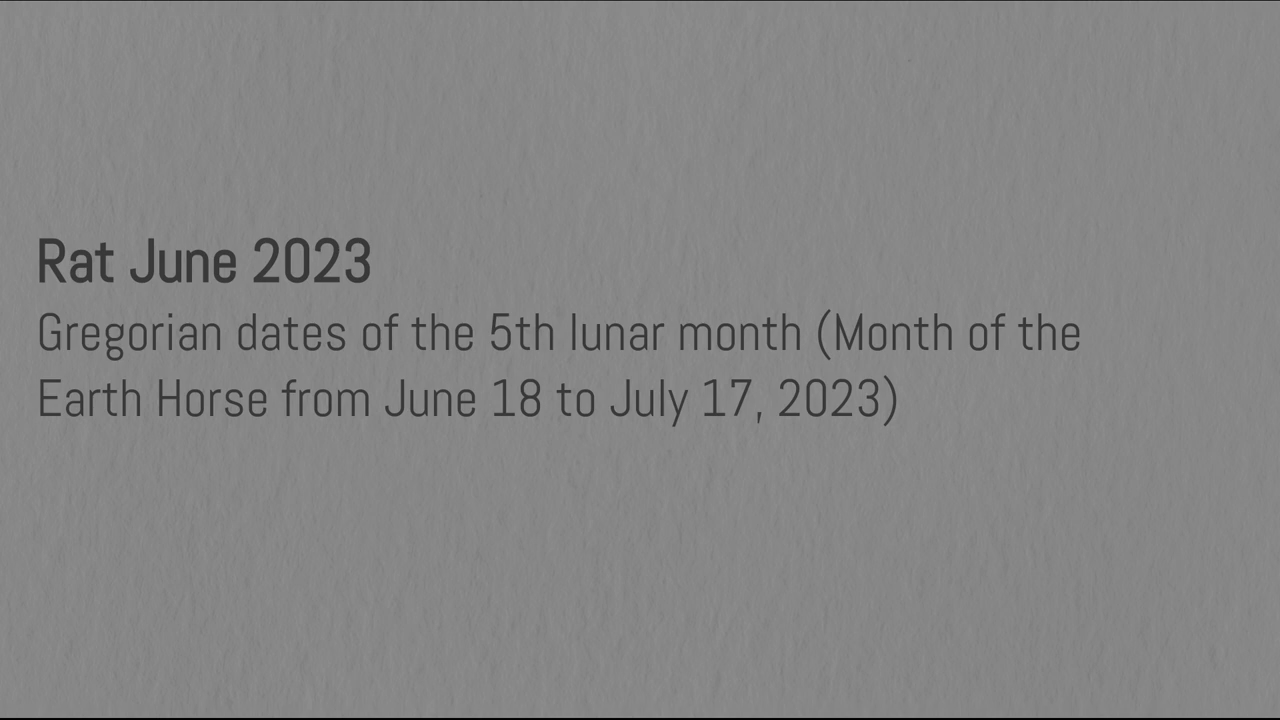 Rat June 2023
Gregorian dates of the 5th lunar month (Month of the
Earth Horse from June 18 to July 17, 2023)